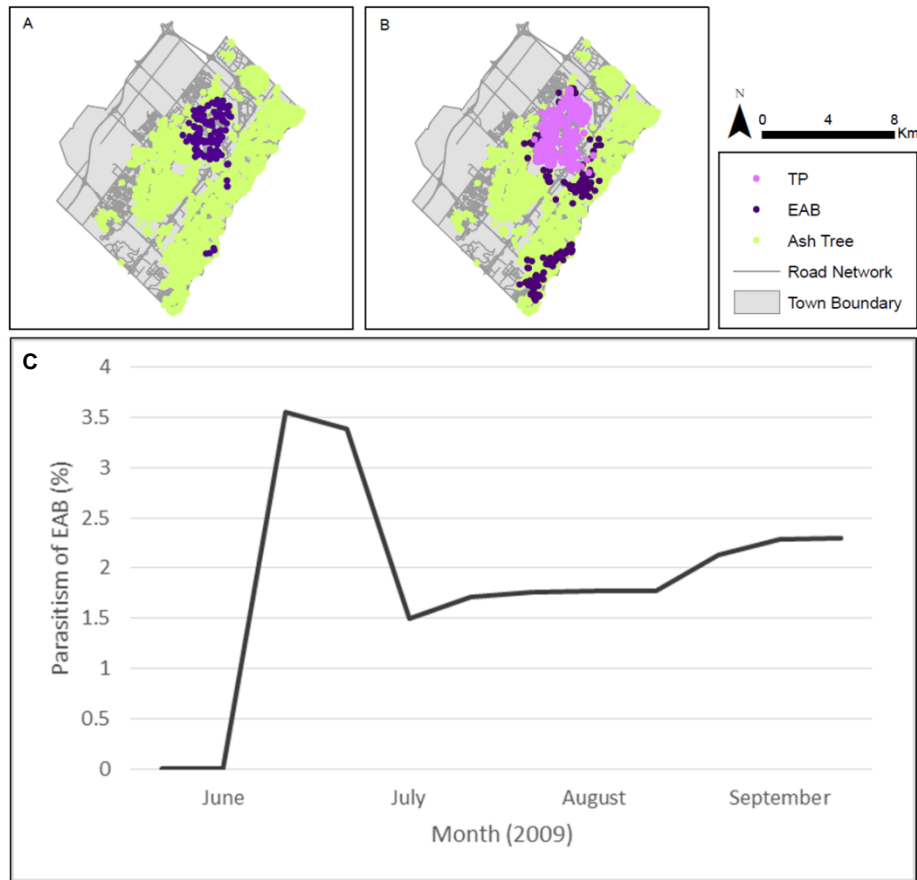 A
B
N
0 4 8
Km
TP
EAB
Ash Tree
Road Network
Town Boundary
C
4
3.5
3
2.5
2
1.5
1
0.5
0
Parasitism of EAB (%)
June July August September
Month (2009)